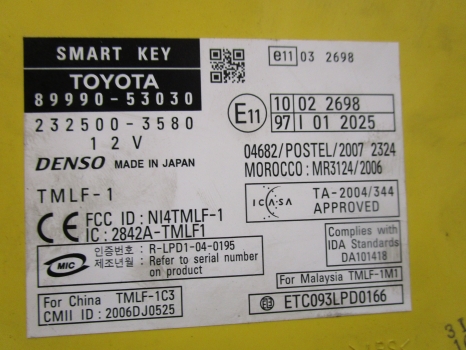 SMART KEY
TOYOTA
89990-53030
232500-3580
12V
DENSO MADE IN JAPAN
TMLF-1
CE FCC ID : NI4TMLF-1
IC : 2842A-TMLF1
MIC
인증번호 : R-LPD1-04-0195
제조년월 : Refer to serial number
on product
For China TMLF-1C3
CMII ID : 2006DJ0525
e11 03 2698
E11
10 02 2698
97 I 01 2025
04682/POSTEL/2007 2324
MOROCCO : MR3124/2006
ICASA
TA-2004/344
APPROVED
Complies with
IDA Standards
DA101418
For Malaysia TMLF-1M1
ETC093LPD0166